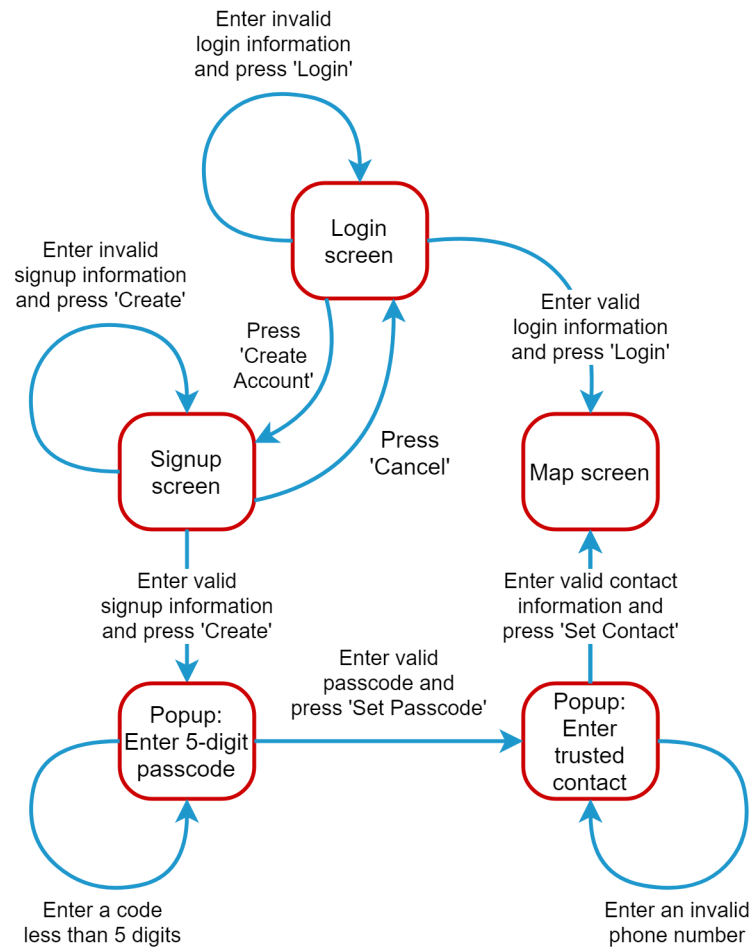 Enter invalid
login information
and press 'Login'
Login
screen
Enter invalid
signup information
and press 'Create'
Enter valid
login information
and press 'Login'
Press
'Create
Account'
Press
'Cancel'
Signup
screen
Map screen
Enter valid
signup information
and press 'Create'
Enter valid contact
information and
press 'Set Contact'
Enter valid
passcode and
press 'Set Passcode'
Popup:
Enter 5-digit
passcode
Popup:
Enter
trusted
contact
Enter a code
less than 5 digits
Enter an invalid
phone number